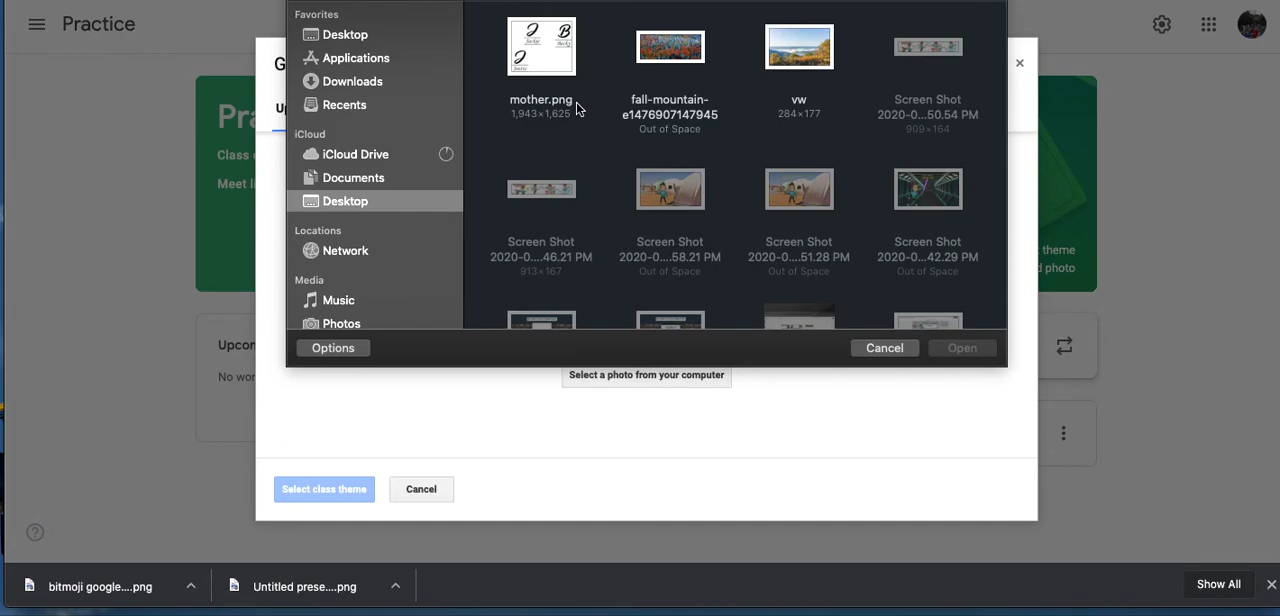 Practice
Favorites
Desktop
Applications
Downloads
Recents
iCloud
iCloud Drive
Documents
Desktop
Locations
Network
Media
Music
Photos
mother.png
1,943×1,625
fall-mountain-
e1476907147945
Out of Space
vw
284×177
Screen Shot
2020-0...50.54 PM
909×164
Screen Shot
2020-0....46.21 PM
913×167
Screen Shot
2020-0....58.21 PM
Out of Space
Screen Shot
2020-0....51.28 PM
Out of Space
Screen Shot
2020-0...42.29 PM
Out of Space
Options
Cancel
Open
Select a photo from your computer
Select class theme
Cancel
Class
theme
photo
bitmoji google....png
Untitled prese....png
Show All